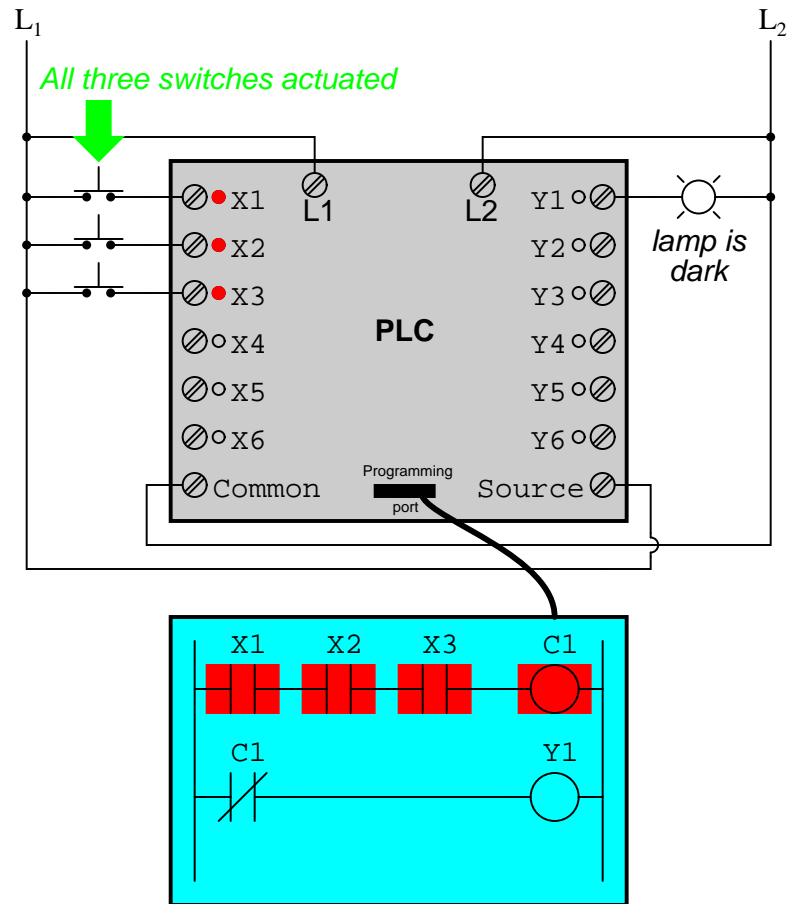 L1 L2
All three switches actuated
L1 L2
X1 Y1
X2 Y2
lamp is
dark
X3 Y3
PLC
X4 Y4
X5 Y5
X6 Y6
Programming
port
Common Source
X1 X2 X3 C1
C1 Y1